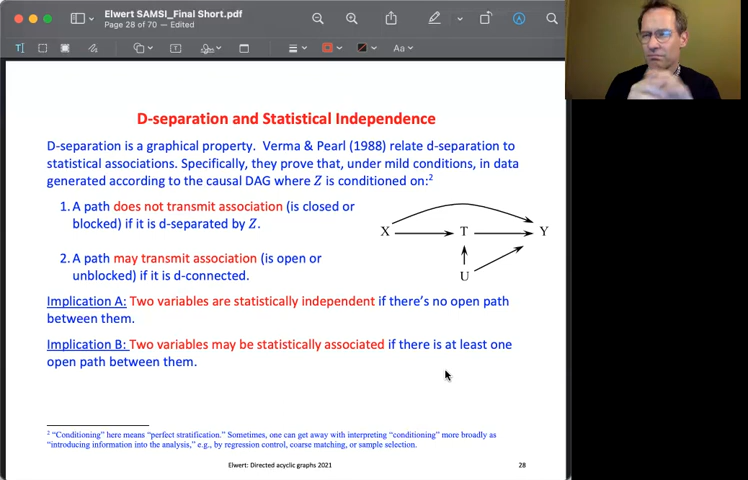 Elwert SAMSI_Final Short.pdf
Page 28 of 70 — Edited
Aa
D-separation and Statistical Independence
D-separation is a graphical property. Verma & Pearl (1988) relate d-separation to
statistical associations. Specifically, they prove that, under mild conditions, in data
generated according to the causal DAG where Z is conditioned on:2
1. A path does not transmit association (is closed or
blocked) if it is d-separated by Z.
2. A path may transmit association (is open or
unblocked) if it is d-connected.
X T Y
U
Implication A: Two variables are statistically independent if there's no open path
between them.
Implication B: Two variables may be statistically associated if there is at least one
open path between them.
2 "Conditioning" here means "perfect stratification." Sometimes, one can get away with interpreting "conditioning" more broadly as
"introducing information into the analysis," e.g., by regression control, coarse matching, or sample selection.
Elwert: Directed acyclic graphs 2021 28